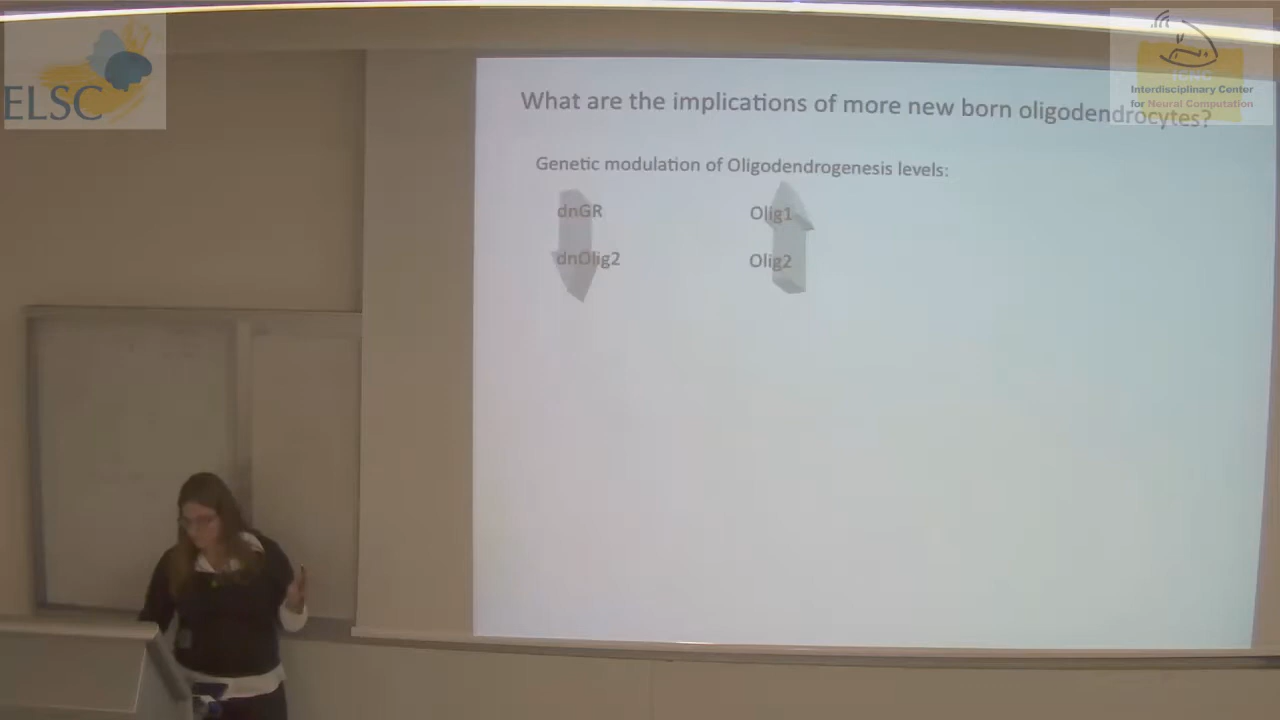 ELSC
ICNC
Interdisciplinary Center
for Neural Computation
What are the implications of more new born oligodendrocytes?
Genetic modulation of Oligodendrogenesis levels:
dnGR
Olig1
dnOlig2
Olig2